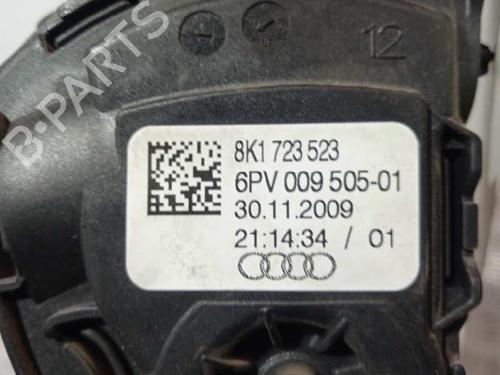 12
B-PARTS
8K1 723 523
6PV 009 505-01
30.11.2009
21:14:34 / 01